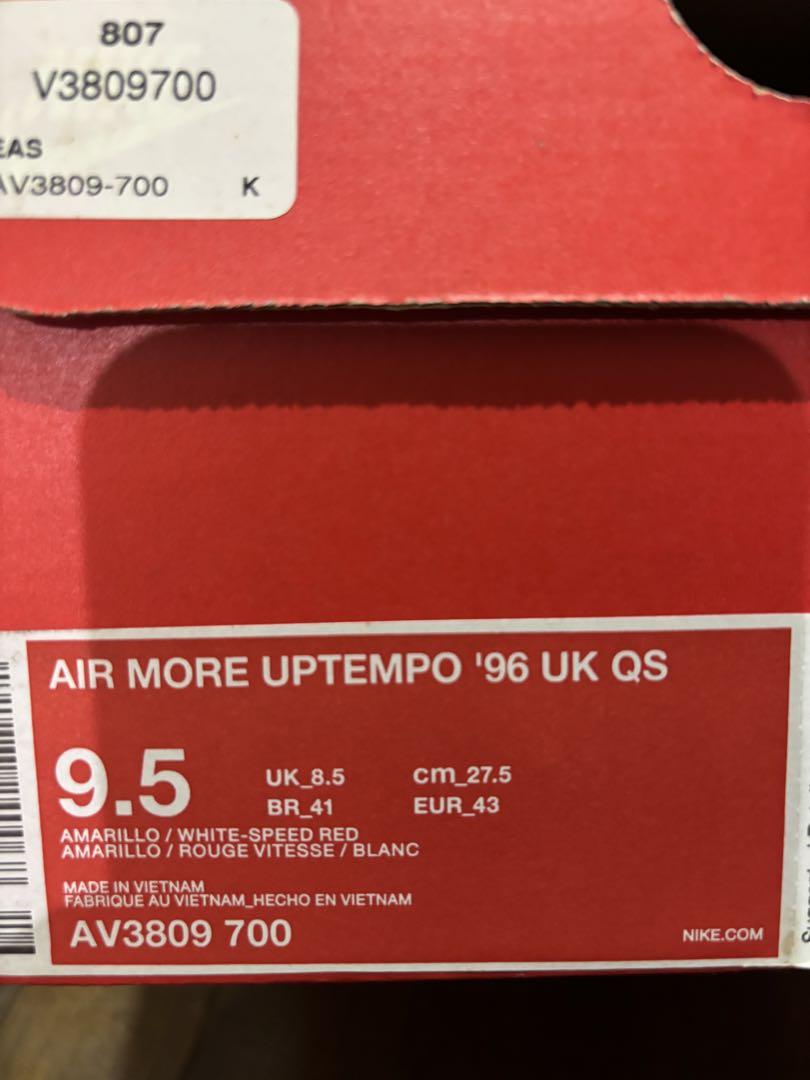 807
V3809700
EAS
AV3809-700 K
AIR MORE UPTEMPO '96 UK QS
9.5
UK_8.5 cm_27.5
BR_41 EUR_43
AMARILLO / WHITE-SPEED RED
AMARILLO / ROUGE VITESSE / BLANC
MADE IN VIETNAM
FABRIQUE AU VIETNAM_HECHO EN VIETNAM
AV3809 700
NIKE.COM